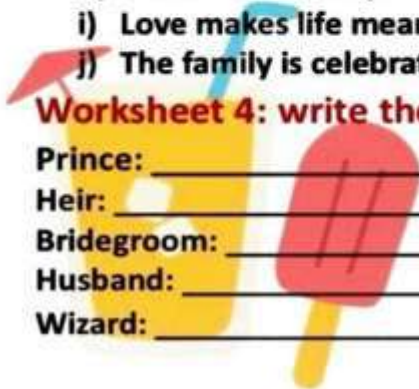 i) Love makes life
j) The family is
Worksheet 4: write
Prince:
Heir:
Bridegroom:
Husband:
Wizard: